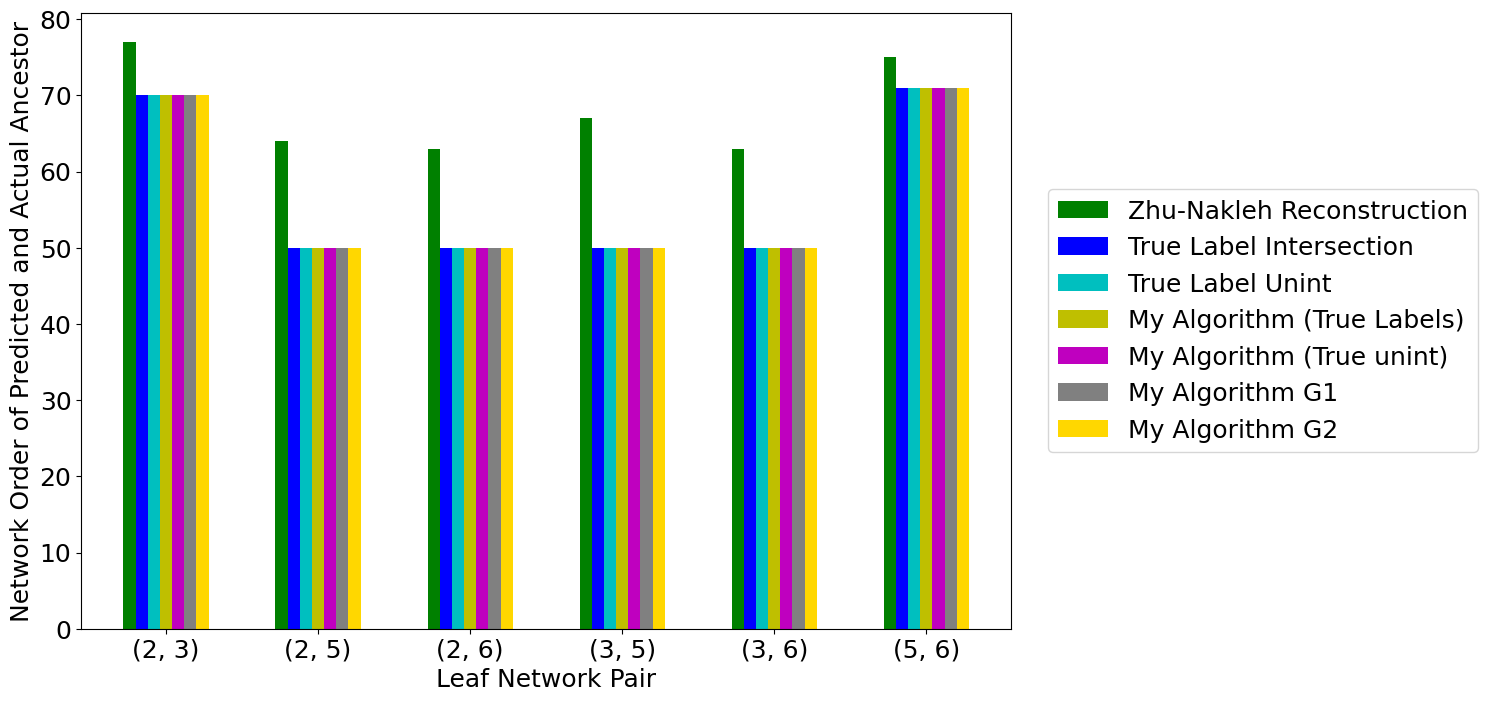 Network Order of Predicted and Actual Ancestor
80
70
60
50
40
30
20
10
0
(2, 3) (2, 5) (2, 6) (3, 5) (3, 6) (5, 6)
Leaf Network Pair
Zhu-Nakleh Reconstruction
True Label Intersection
True Label Unint
My Algorithm (True Labels)
My Algorithm (True unint)
My Algorithm G1
My Algorithm G2